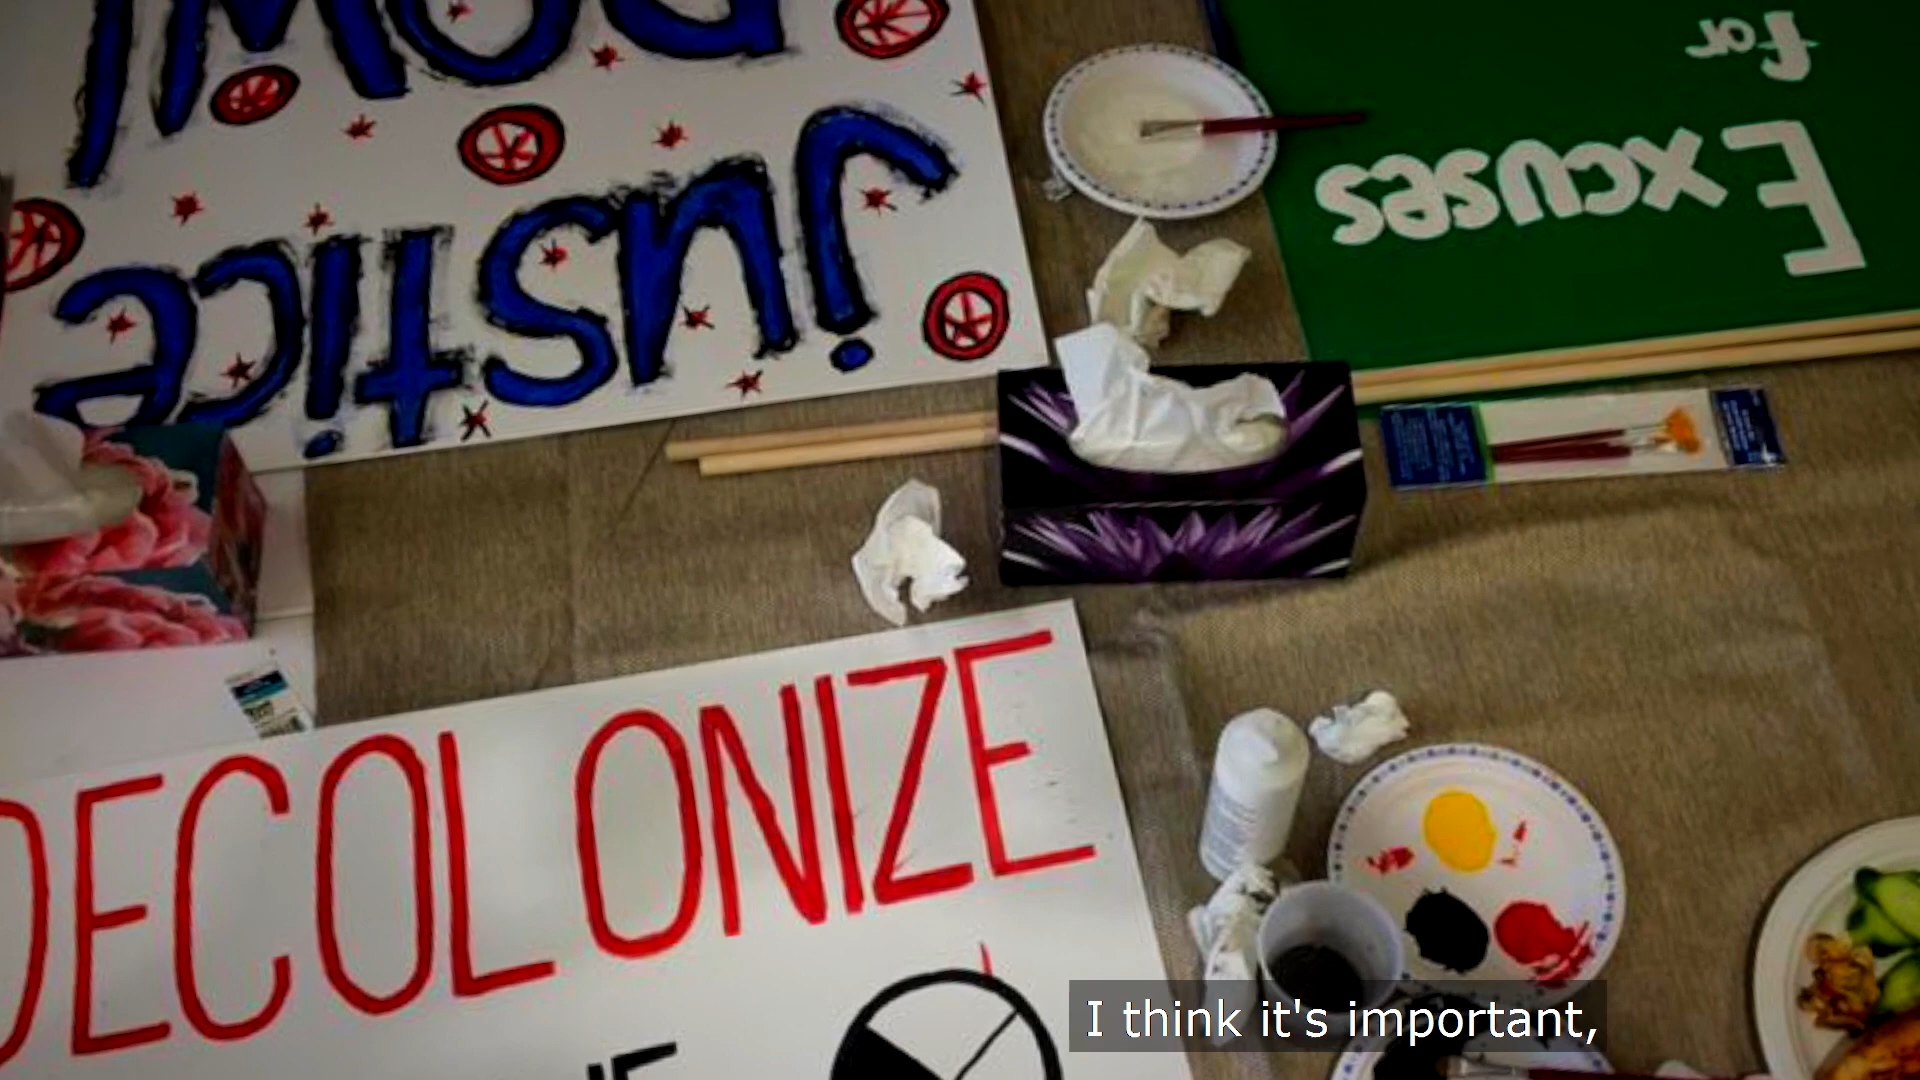 justice
Excuses
for
DECOLONIZE
I think it's important,